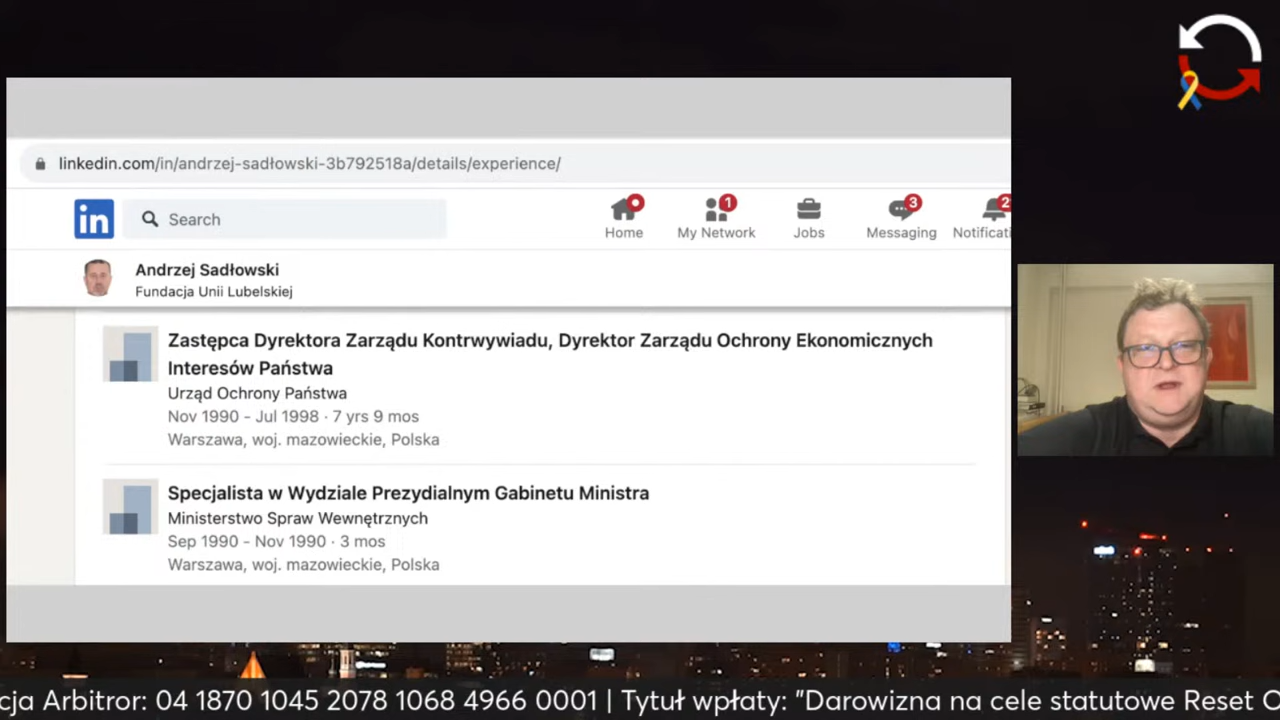 linkedin.com/in/andrzej-sadłowski-3b792518a/details/experience/
in
Search
Home
1
My Network
Jobs
3
Messaging
2
Notificati
Andrzej Sadłowski
Fundacja Unii Lubelskiej
Zastępca Dyrektora Zarządu Kontrwywiadu, Dyrektor Zarządu Ochrony Ekonomicznych
Interesów Państwa
Urząd Ochrony Państwa
Nov 1990 - Jul 1998 · 7 yrs 9 mos
Warszawa, woj. mazowieckie, Polska
Specjalista w Wydziale Prezydialnym Gabinetu Ministra
Ministerstwo Spraw Wewnętrznych
Sep 1990 - Nov 1990 · 3 mos
Warszawa, woj. mazowieckie, Polska
cja Arbitror: 04 1870 1045 2078 1068 4966 0001 | Tytuł wpłaty: "Darowizna na cele statutowe Reset O